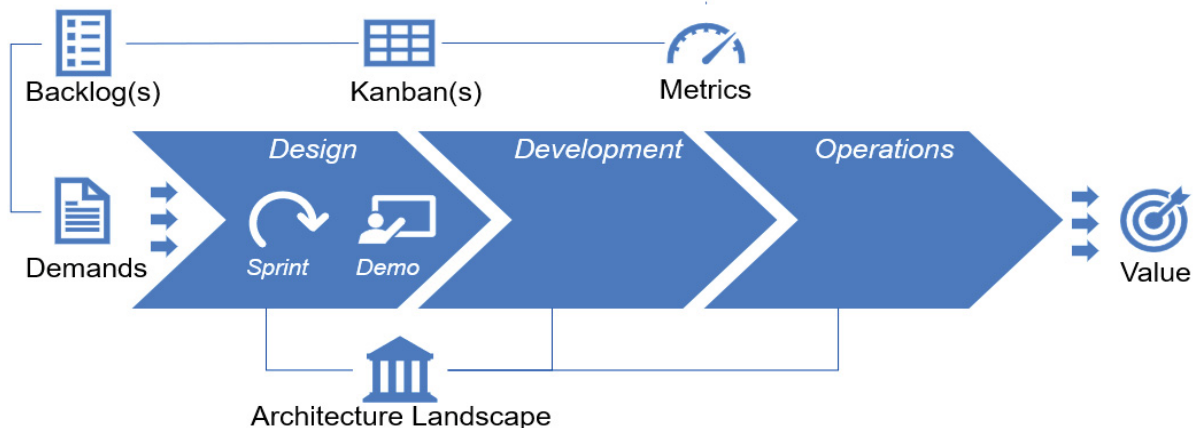 Backlog(s)
Kanban(s)
Metrics
Design
Development
Operations
Sprint
Demo
Demands
Value
Architecture Landscape